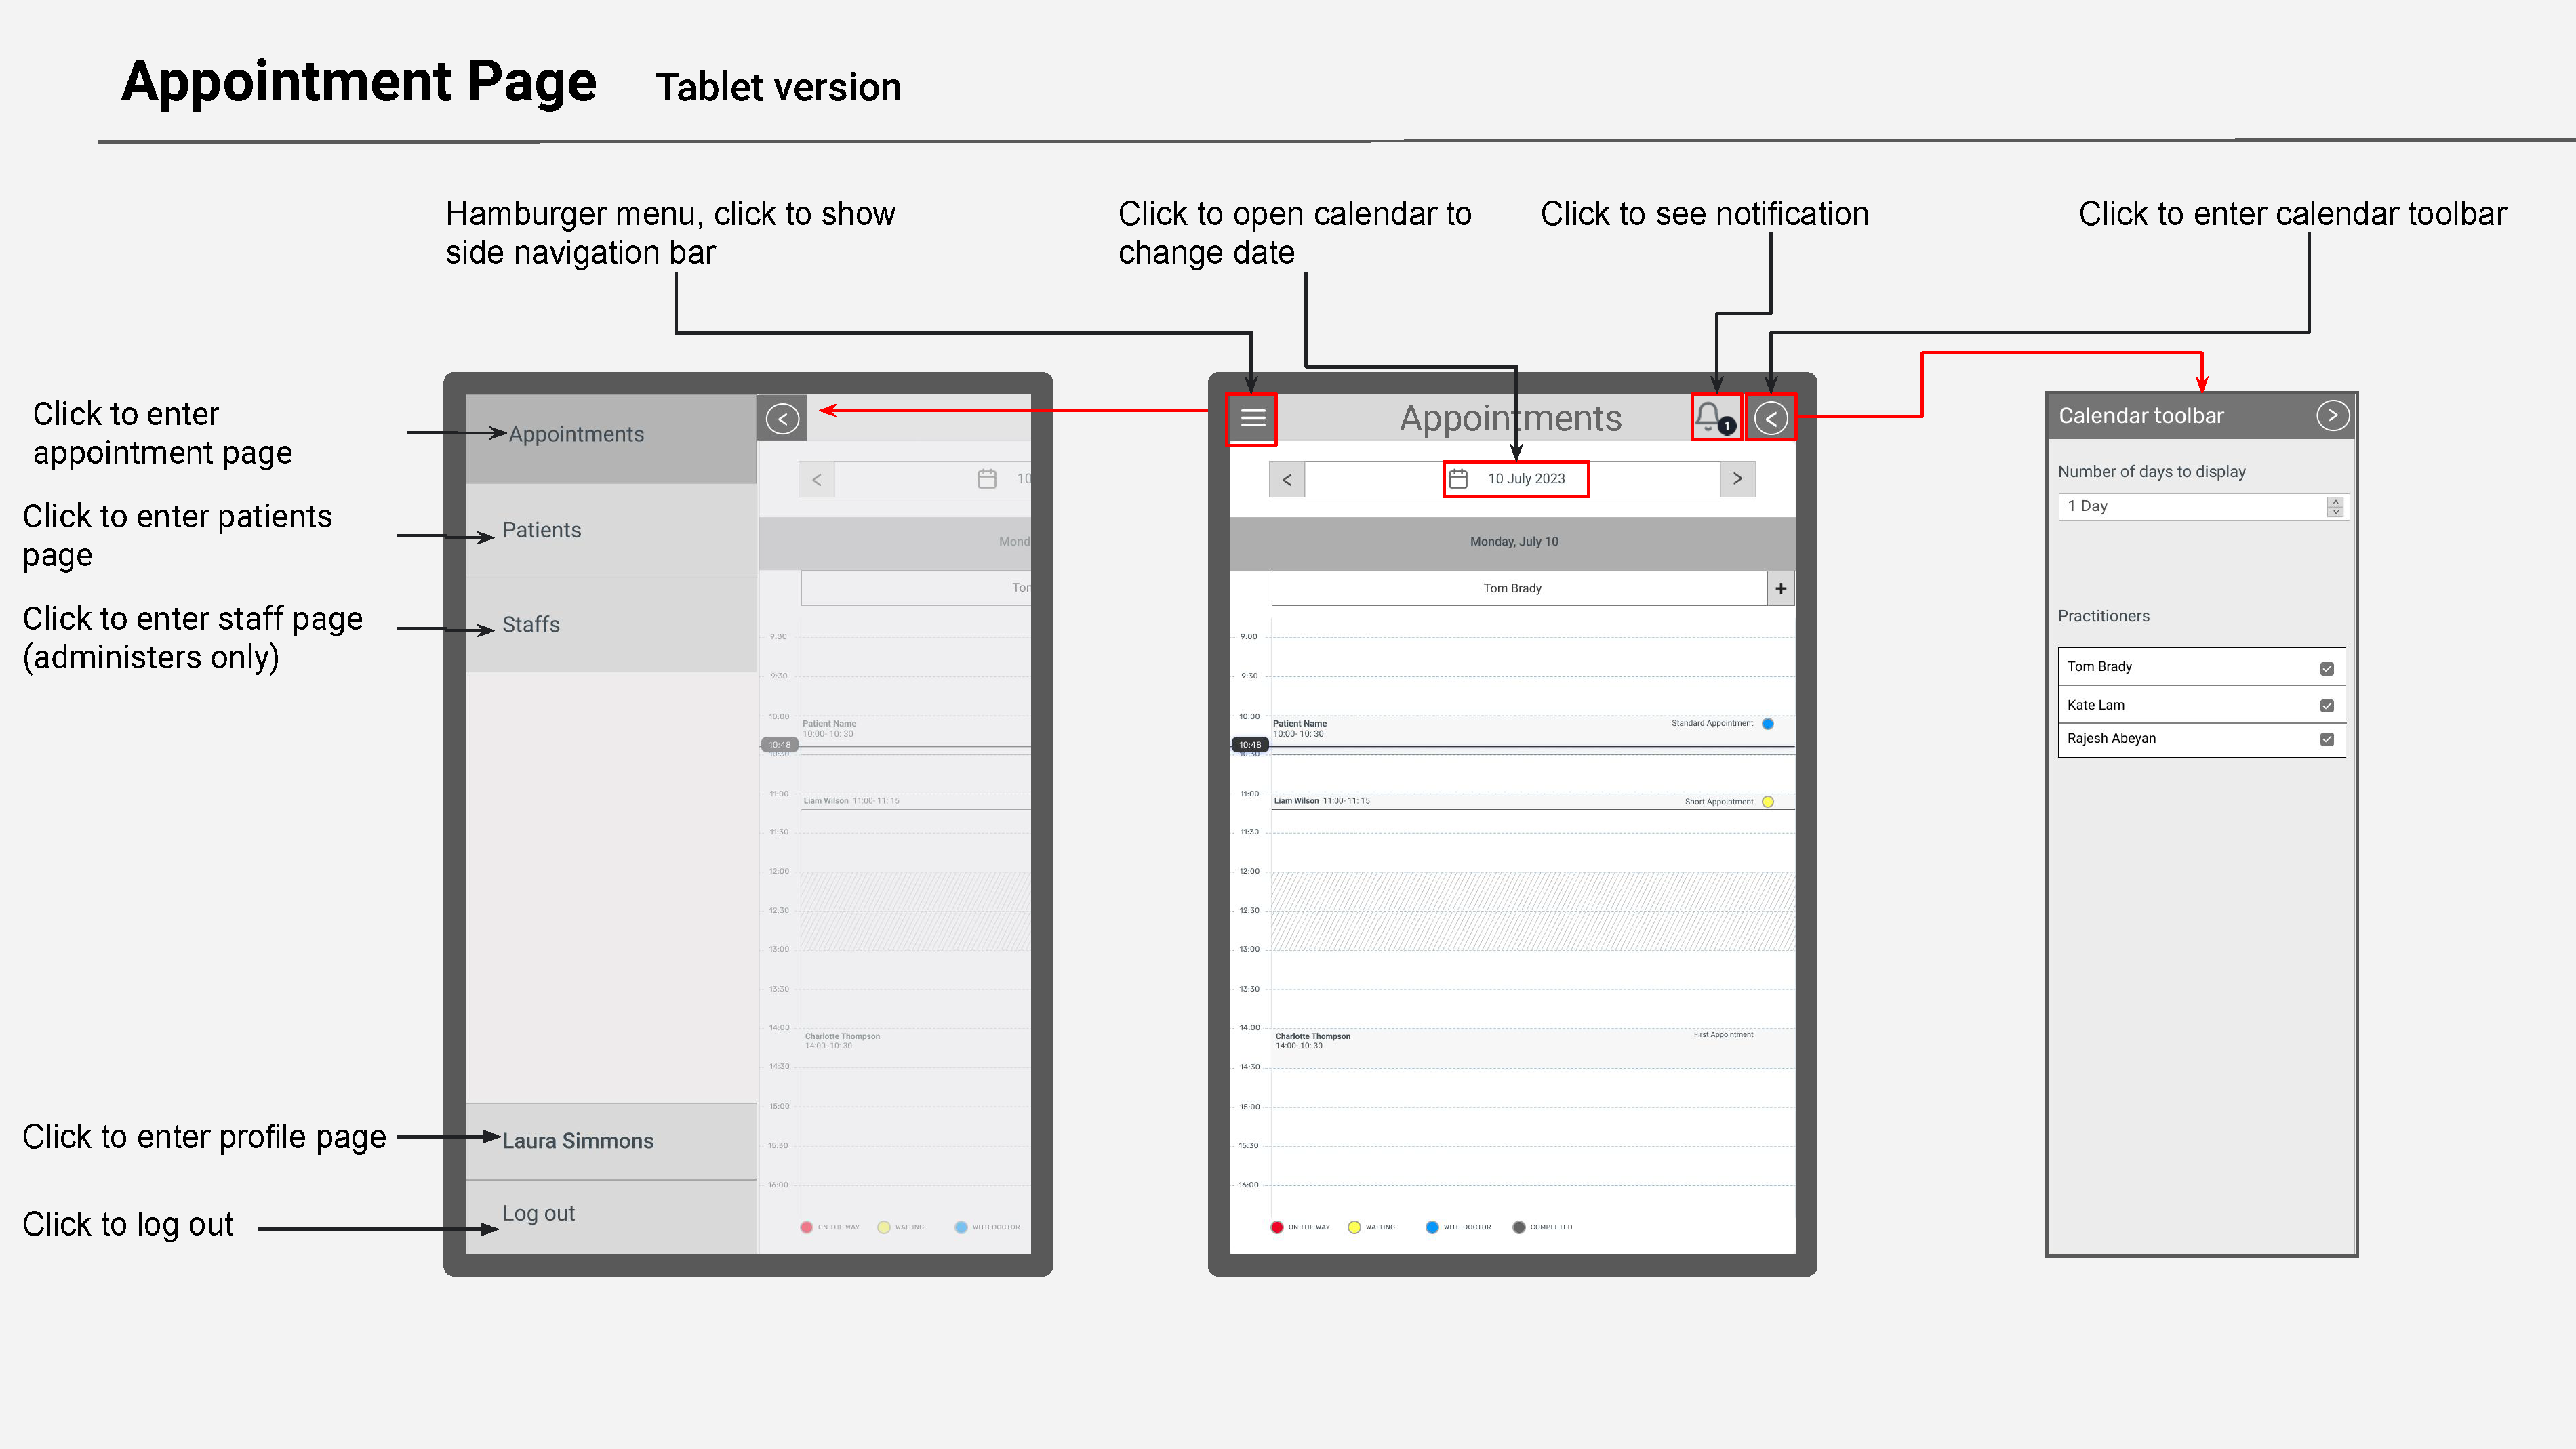 Appointment Page Tablet version
Hamburger menu, click to show
side navigation bar
Click to open calendar to
change date
Click to see notification
Click to enter calendar toolbar
Click to enter
appointment page
Click to enter patients
page
Click to enter staff page
(administers only)
Click to enter profile page
Click to log out
Appointments
Patients
Staffs
Laura Simmons
Log out
<
< 10
Mond
Tom
9:00
9:30
10:00
Patient Name
10:00- 10: 30
10:48
10:30
11:00
Liam Wilson 11:00- 11: 15
11:30
12:00
12:30
13:00
13:30
14:00
Charlotte Thompson
14:00- 10: 30
14:30
15:00
15:30
16:00
ON THE WAY WAITING WITH DOCTOR
Appointments 1 <
< 10 July 2023 >
Monday, July 10
Tom Brady +
9:00
9:30
10:00
Patient Name Standard Appointment
10:00- 10: 30
10:48
10:30
11:00
Liam Wilson 11:00- 11: 15 Short Appointment
11:30
12:00
12:30
13:00
13:30
14:00
Charlotte Thompson First Appointment
14:00- 10: 30
14:30
15:00
15:30
16:00
ON THE WAY WAITING WITH DOCTOR COMPLETED
Calendar toolbar >
Number of days to display
1 Day
Practitioners
Tom Brady
Kate Lam
Rajesh Abeyan